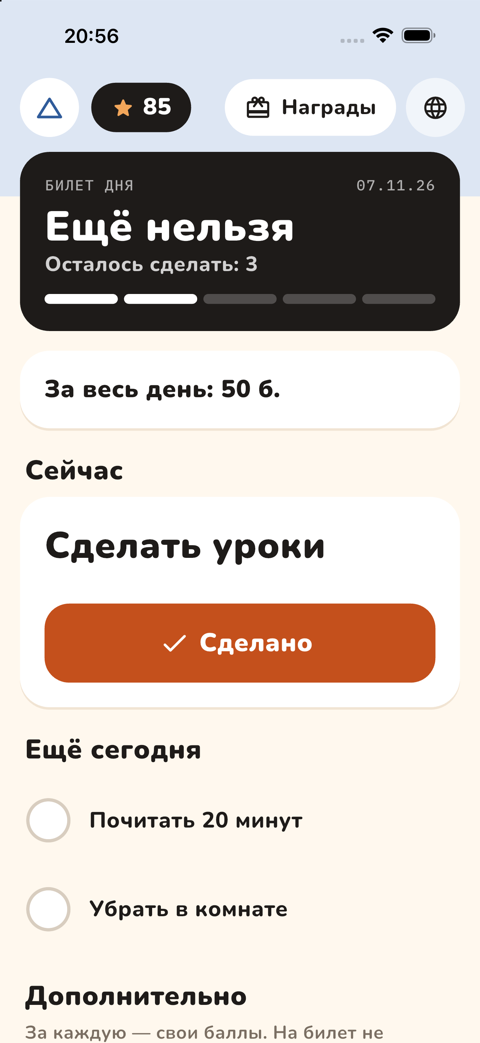 20:56
85
Награды
БИЛЕТ ДНЯ
07.11.26
Ещё нельзя
Осталось сделать: 3
За весь день: 50 б.
Сейчас
Сделать уроки
Сделано
Ещё сегодня
Почитать 20 минут
Убрать в комнате
Дополнительно
За каждую — свои баллы. На билет не